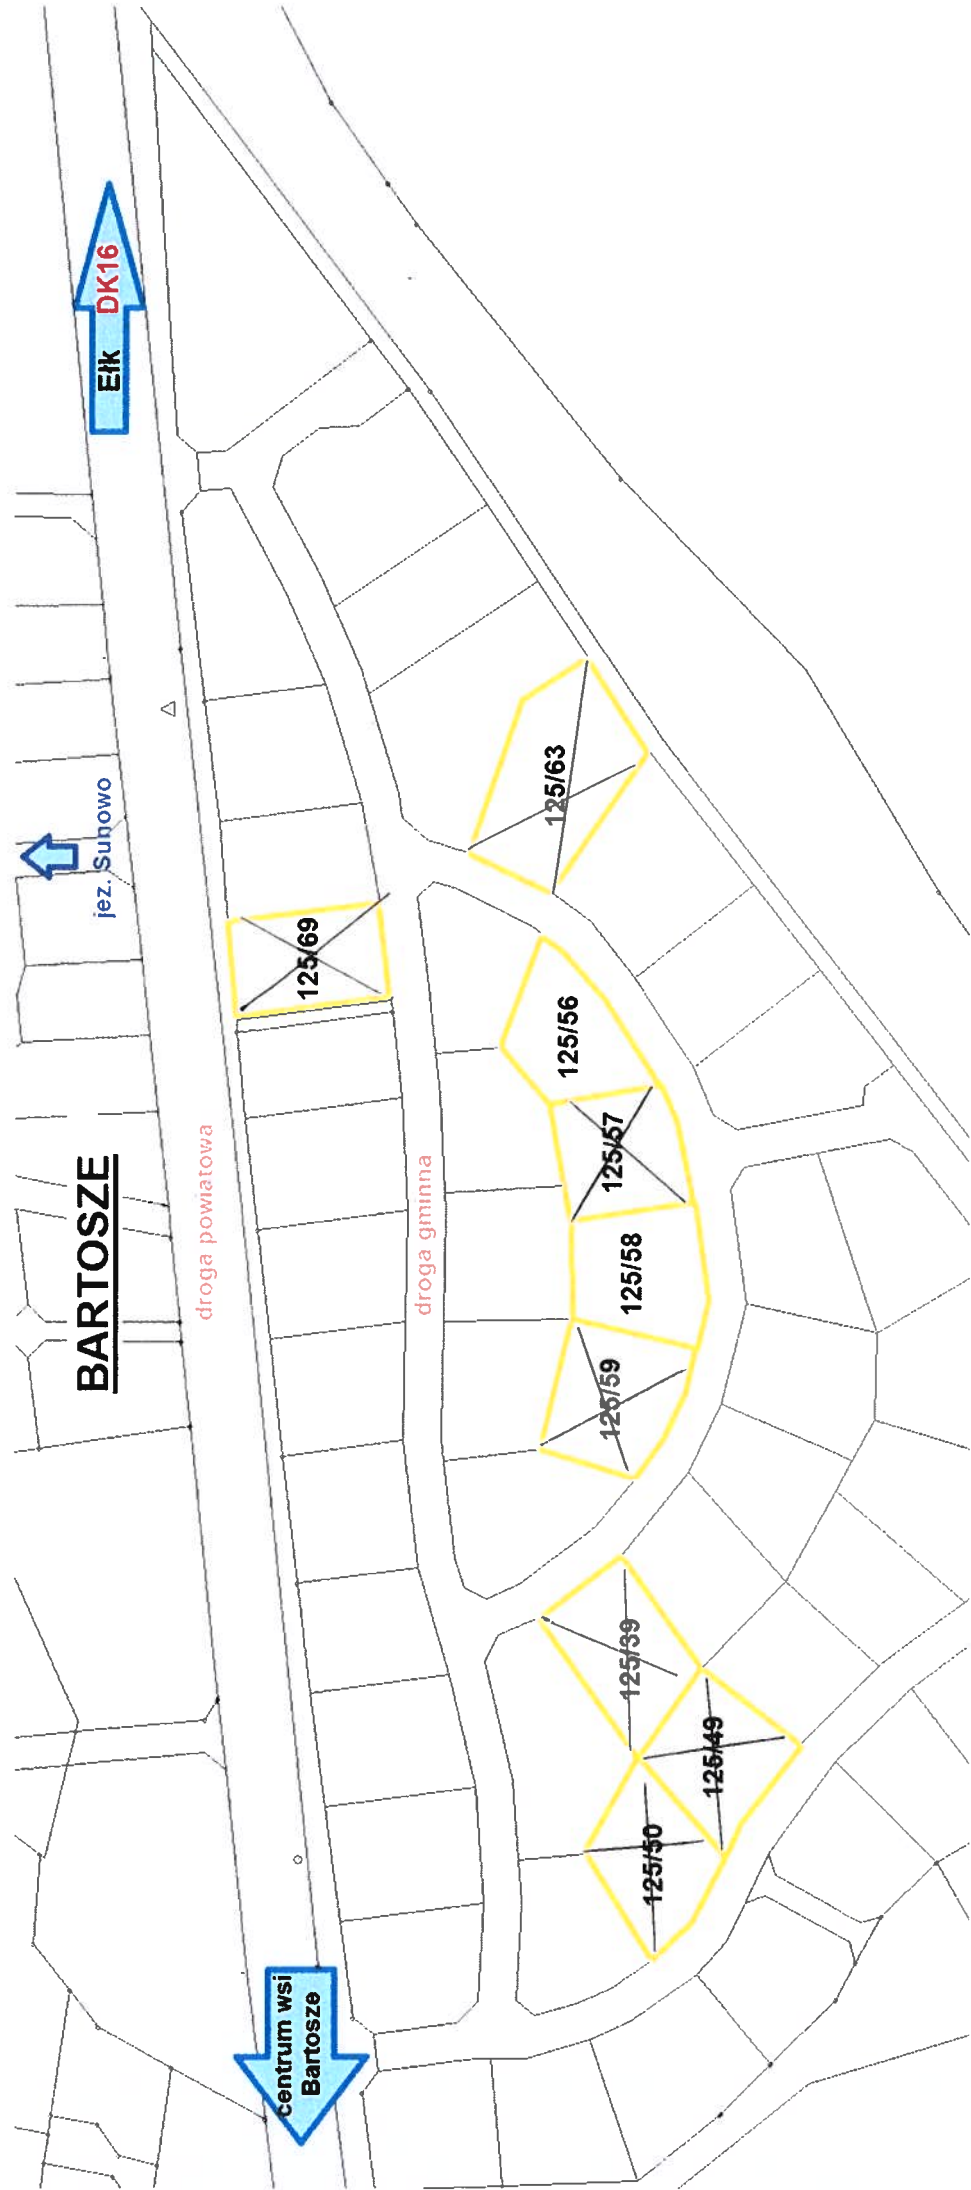 BARTOSZE
jez. Sunowo
Ełk DK16
centrum wsi
Bartosze
droga powiatowa
droga gminna
125/69
125/63
125/56
125/57
125/58
125/59
125/39
125/49
125/50